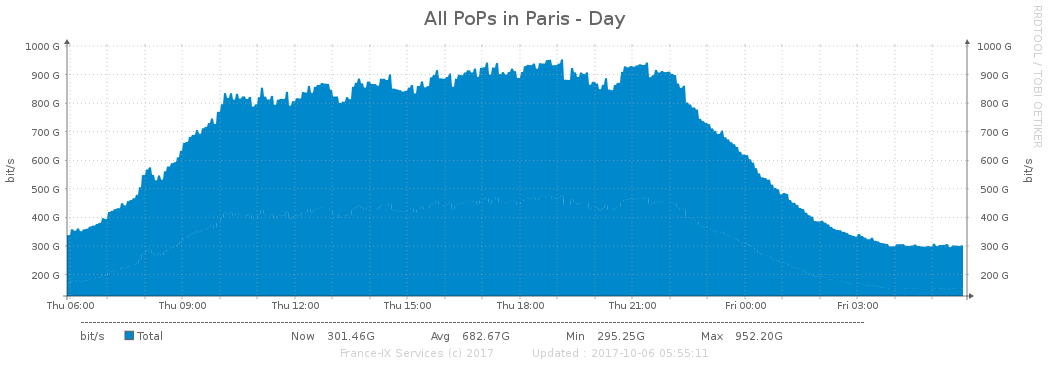 All PoPs in Paris - Day
RRDTOOL / TOBI OETIKER
bit/s
bit/s
1000 G 1000 G
900 G 900 G
800 G 800 G
700 G 700 G
600 G 600 G
500 G 500 G
400 G 400 G
300 G 300 G
200 G 200 G
Thu 06:00 Thu 09:00 Thu 12:00 Thu 15:00 Thu 18:00 Thu 21:00 Fri 00:00 Fri 03:00
bit/s Total Now 301.46G Avg 682.67G Min 295.25G Max 952.20G
France-IX Services (c) 2017 Updated : 2017-10-06 05:55:11